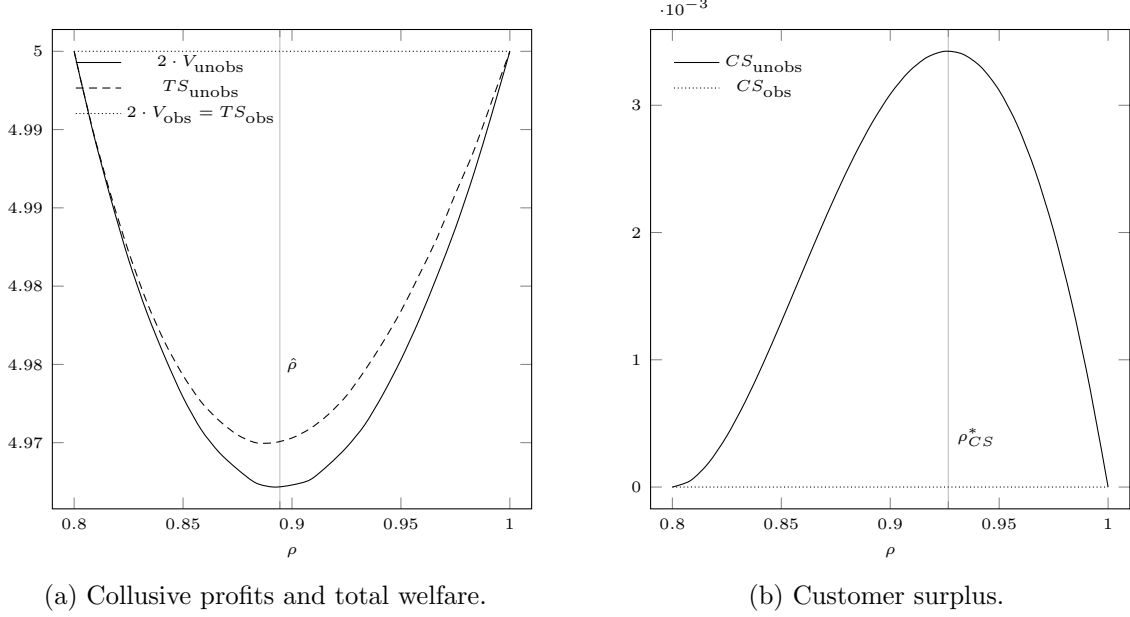 5
4.99
4.99
4.98
4.98
4.97
2 · V_unobs
TS_unobs
2 · V_obs = TS_obs
ρ̂
0.8 0.85 0.9 0.95 1
ρ
(a) Collusive profits and total welfare.
·10⁻³
3
2
1
0
CS_unobs
CS_obs
ρ*_CS
0.8 0.85 0.9 0.95 1
ρ
(b) Customer surplus.